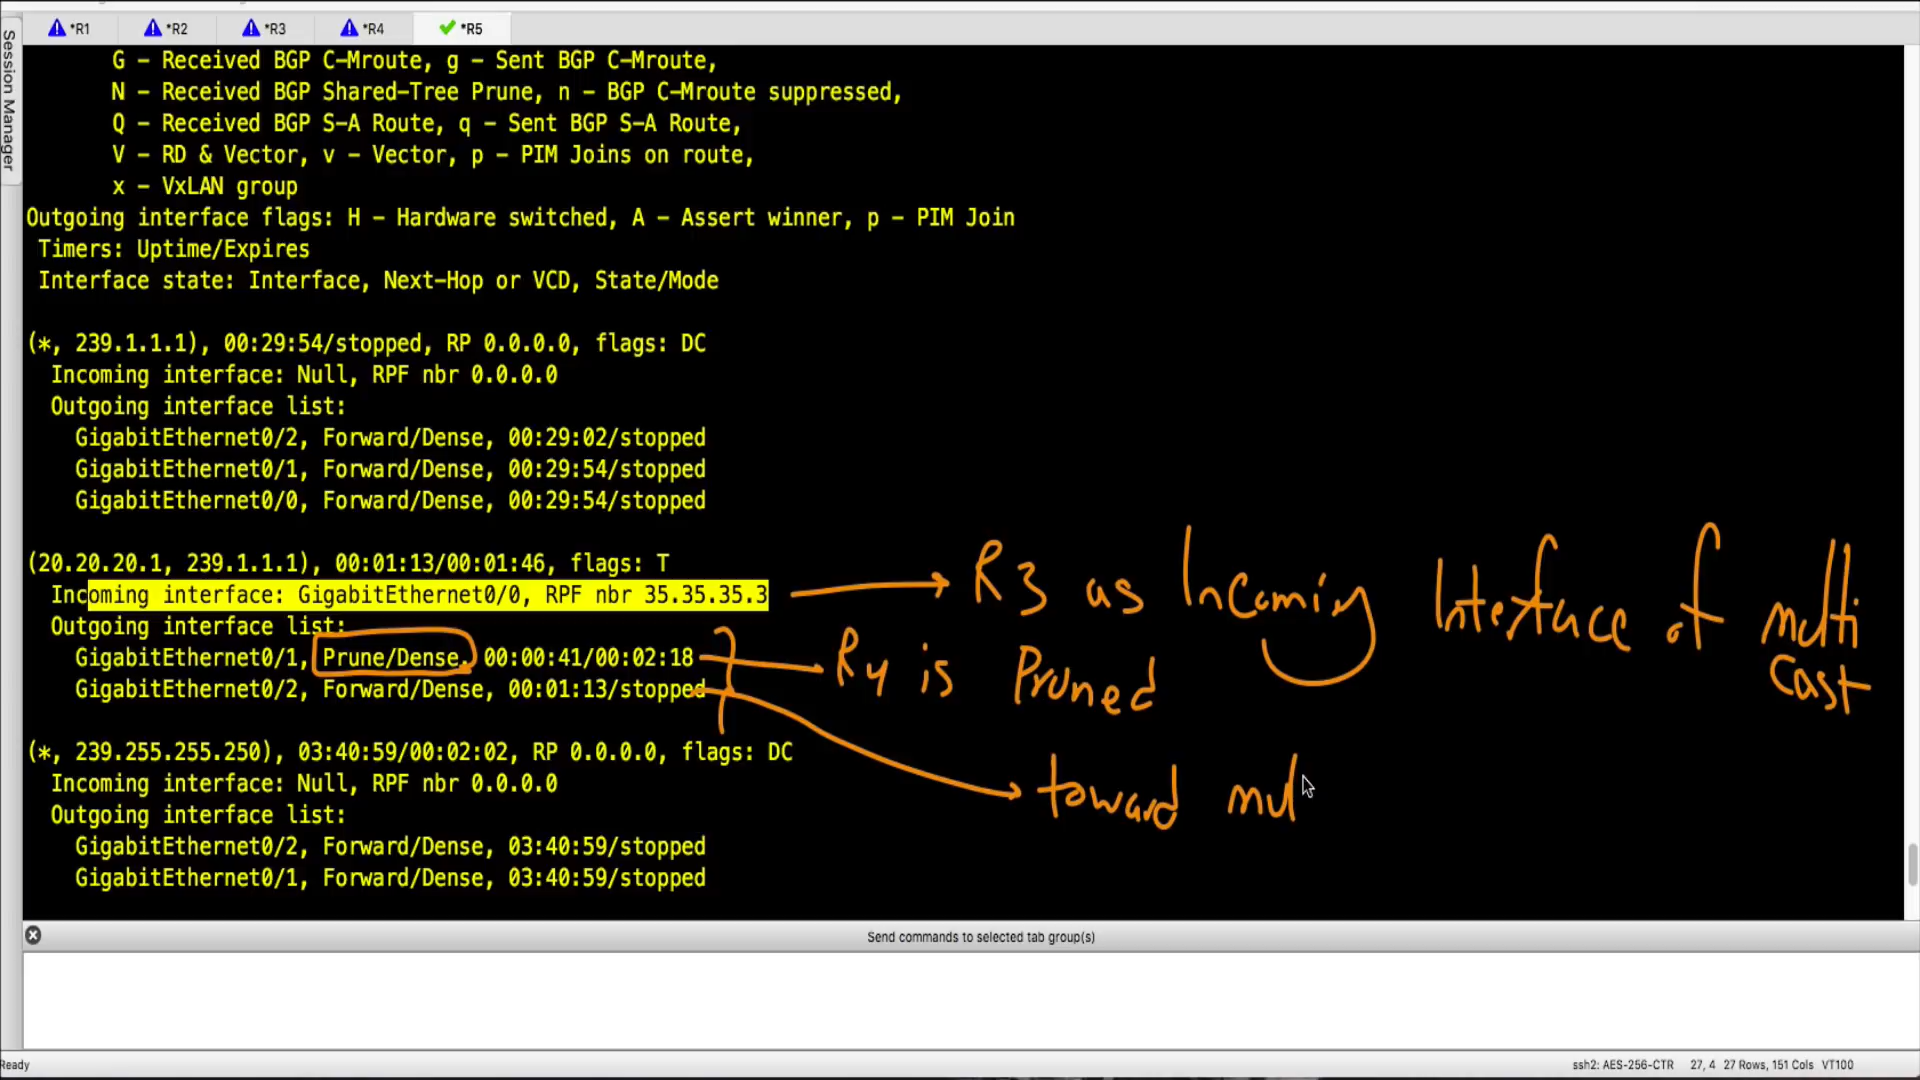 *R1
*R2
*R3
*R4
*R5
Session Manager
G - Received BGP C-Mroute, g - Sent BGP C-Mroute,
N - Received BGP Shared-Tree Prune, n - BGP C-Mroute suppressed,
Q - Received BGP S-A Route, q - Sent BGP S-A Route,
V - RD & Vector, v - Vector, p - PIM Joins on route,
x - VxLAN group
Outgoing interface flags: H - Hardware switched, A - Assert winner, p - PIM Join
Timers: Uptime/Expires
Interface state: Interface, Next-Hop or VCD, State/Mode
(*, 239.1.1.1), 00:29:54/stopped, RP 0.0.0.0, flags: DC
Incoming interface: Null, RPF nbr 0.0.0.0
Outgoing interface list:
GigabitEthernet0/2, Forward/Dense, 00:29:02/stopped
GigabitEthernet0/1, Forward/Dense, 00:29:54/stopped
GigabitEthernet0/0, Forward/Dense, 00:29:54/stopped
(20.20.20.1, 239.1.1.1), 00:01:13/00:01:46, flags: T
Incoming interface: GigabitEthernet0/0, RPF nbr 35.35.35.3
R3 as Incoming Interface of multi
cast
Outgoing interface list:
GigabitEthernet0/1, Prune/Dense, 00:00:41/00:02:18
R4 is Pruned
GigabitEthernet0/2, Forward/Dense, 00:01:13/stopped
toward mul
(*, 239.255.255.250), 03:40:59/00:02:02, RP 0.0.0.0, flags: DC
Incoming interface: Null, RPF nbr 0.0.0.0
Outgoing interface list:
GigabitEthernet0/2, Forward/Dense, 03:40:59/stopped
GigabitEthernet0/1, Forward/Dense, 03:40:59/stopped
Send commands to selected tab group(s)
Ready
ssh2: AES-256-CTR 27, 4 27 Rows, 151 Cols VT100